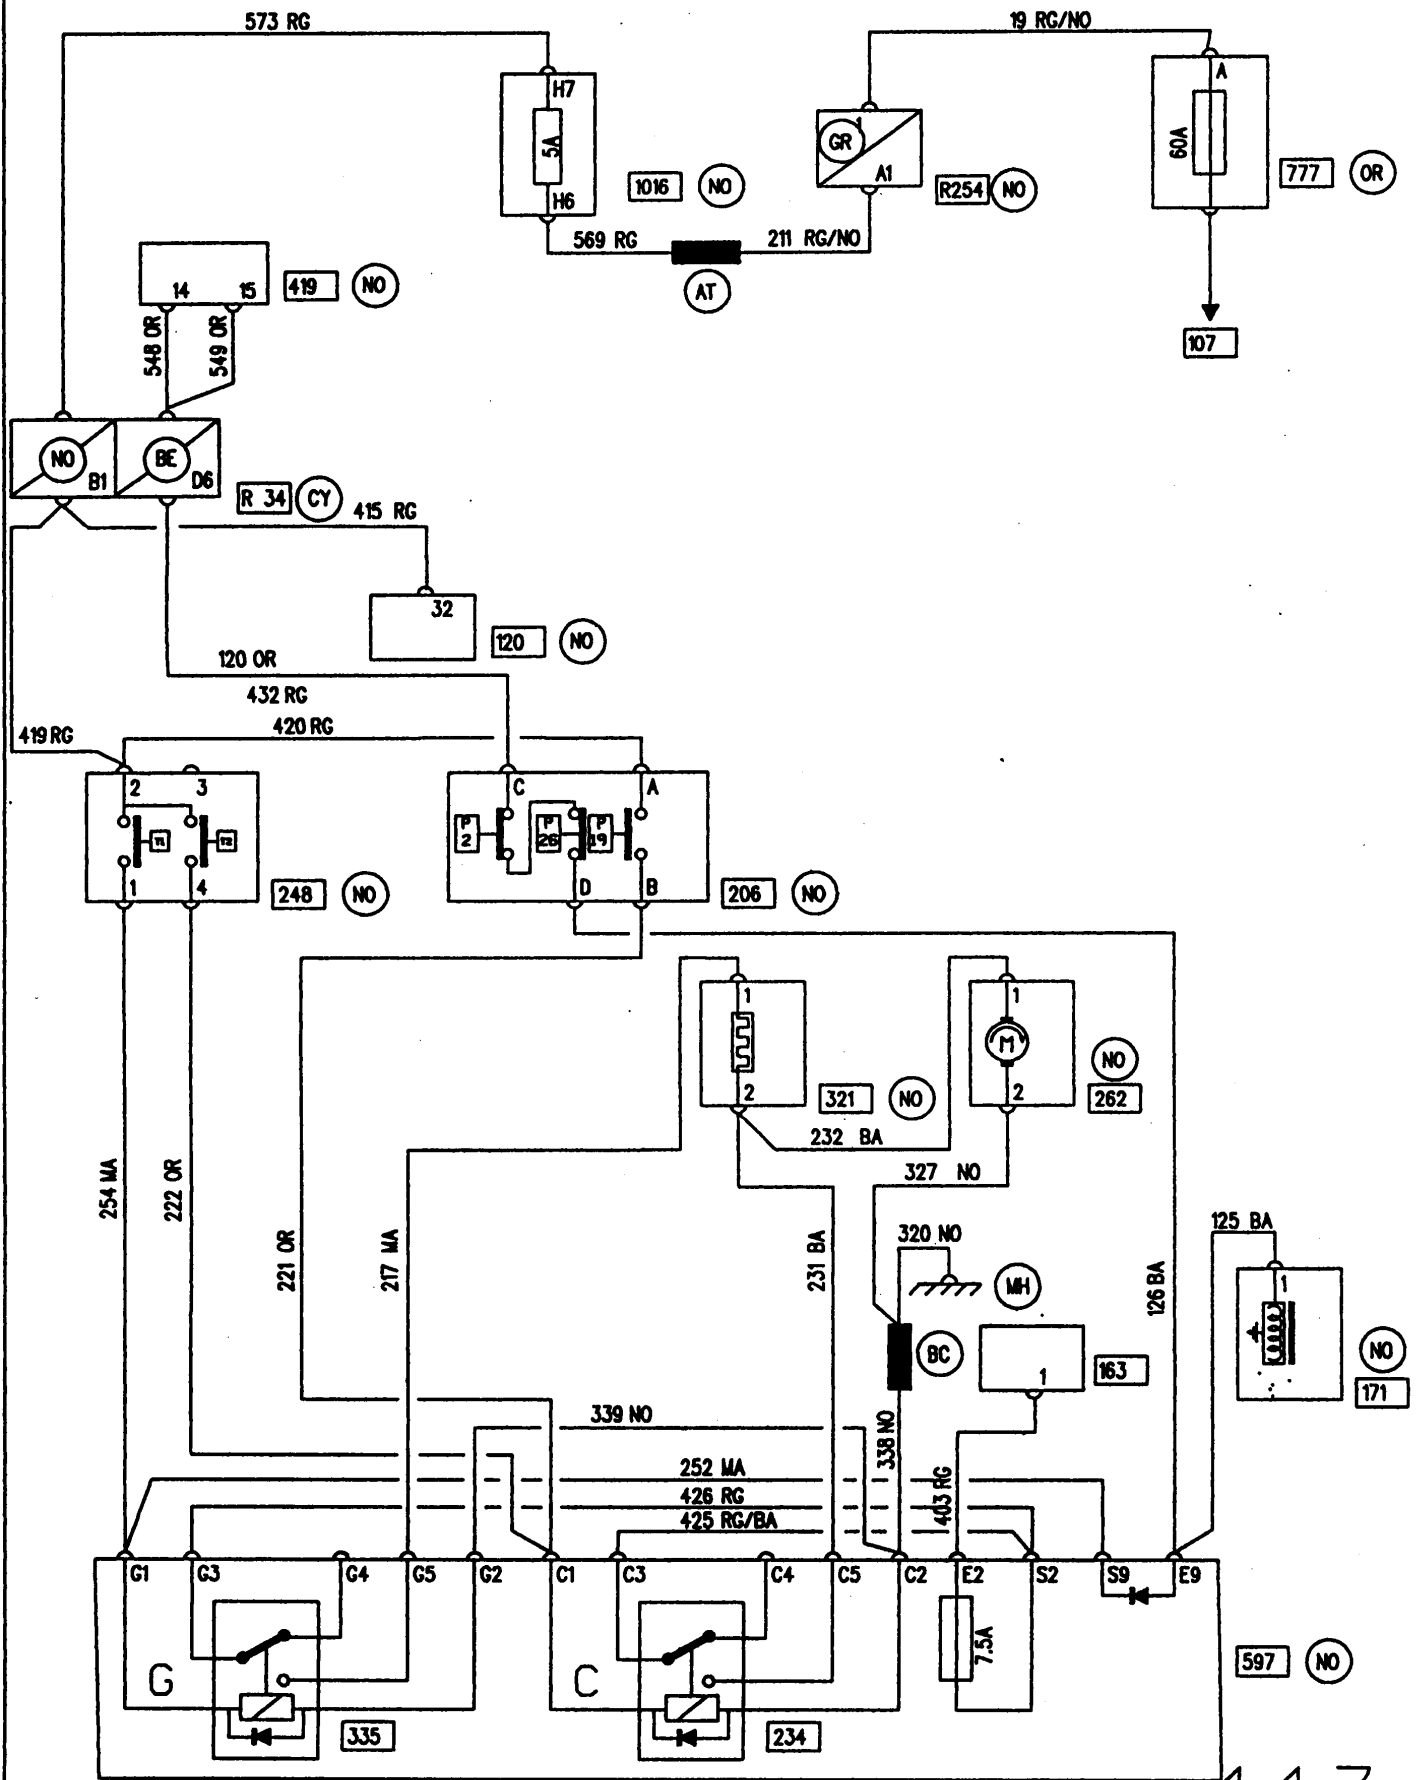 573 RG
19 RG/NO
H7
5A
H6
1016
NO
GR
1
A1
R254
NO
A
60A
777
OR
569 RG
AT
211 RG/NO
107
14
15
419
NO
548 OR
549 OR
NO
B1
BE
D6
R 34
CY
415 RG
32
120
NO
120 OR
432 RG
420 RG
419 RG
2
3
1
4
248
NO
C
A
P 2
P 26
P 19
D
B
206
NO
1
2
321
NO
1
M
2
NO
262
232 BA
327 NO
254 MA
222 OR
221 OR
217 MA
231 BA
320 NO
MH
BC
126 BA
125 BA
1
NO
171
1
163
339 NO
338 NO
403 RG
252 MA
426 RG
425 RG/BA
G1
G3
G4
G5
G2
C1
C3
C4
C5
C2
E2
S2
S9
E9
G
335
C
234
7.5A
597
NO